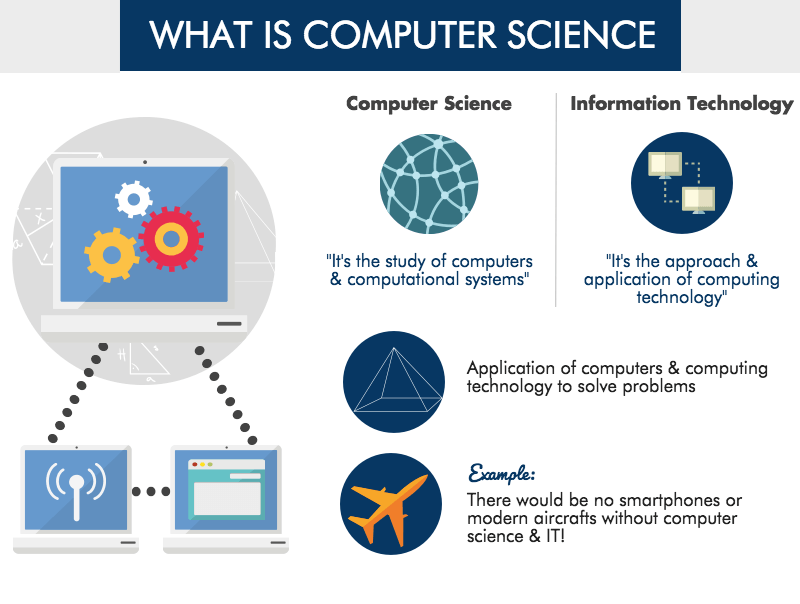 WHAT IS COMPUTER SCIENCE
Computer Science
Information Technology
"It's the study of computers
& computational systems"
"It's the approach &
application of computing
technology"
Application of computers & computing
technology to solve problems
Example:
There would be no smartphones or
modern aircrafts without computer
science & IT!